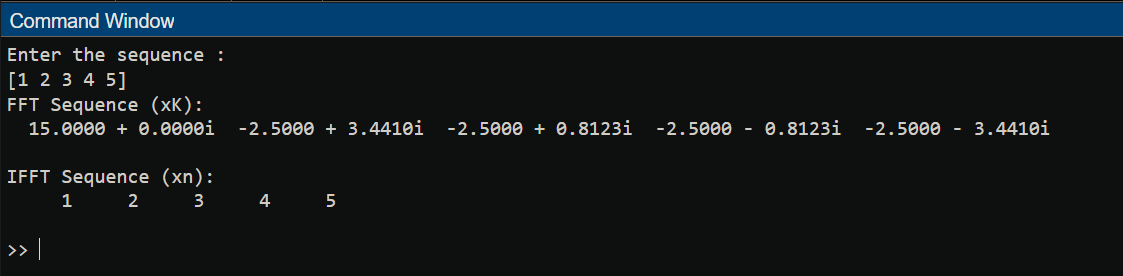 Command Window
Enter the sequence :
[1 2 3 4 5]
FFT Sequence (xK):
15.0000 + 0.0000i -2.5000 + 3.4410i -2.5000 + 0.8123i -2.5000 - 0.8123i -2.5000 - 3.4410i
IFFT Sequence (xn):
1 2 3 4 5
>>